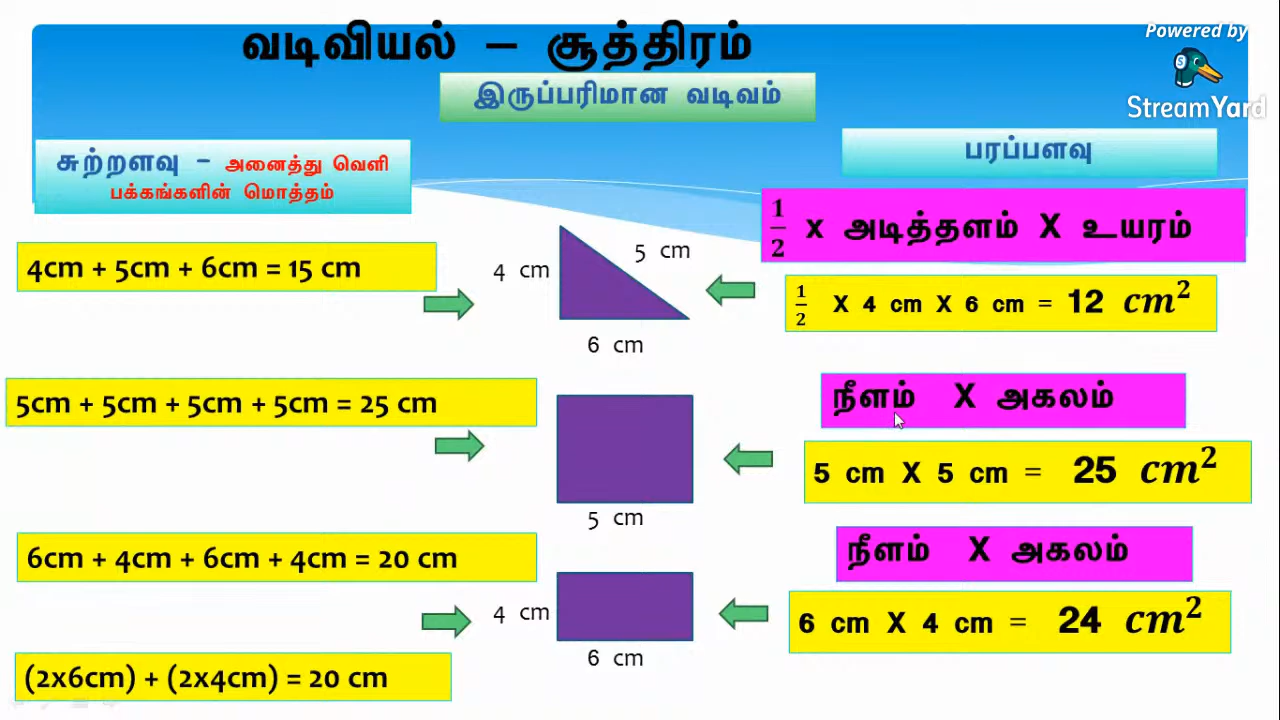 வடிவியல் – சூத்திரம்
Powered by
StreamYard
இருப்பரிமான வடிவம்
சுற்றளவு – அனைத்து வெளி
பக்கங்களின் மொத்தம்
பரப்பளவு
1/2 x அடித்தளம் X உயரம்
4cm + 5cm + 6cm = 15 cm
4 cm
5 cm
6 cm
1/2 X 4 cm X 6 cm = 12 cm²
5cm + 5cm + 5cm + 5cm = 25 cm
5 cm
நீளம் X அகலம்
5 cm X 5 cm = 25 cm²
6cm + 4cm + 6cm + 4cm = 20 cm
4 cm
6 cm
நீளம் X அகலம்
6 cm X 4 cm = 24 cm²
(2x6cm) + (2x4cm) = 20 cm